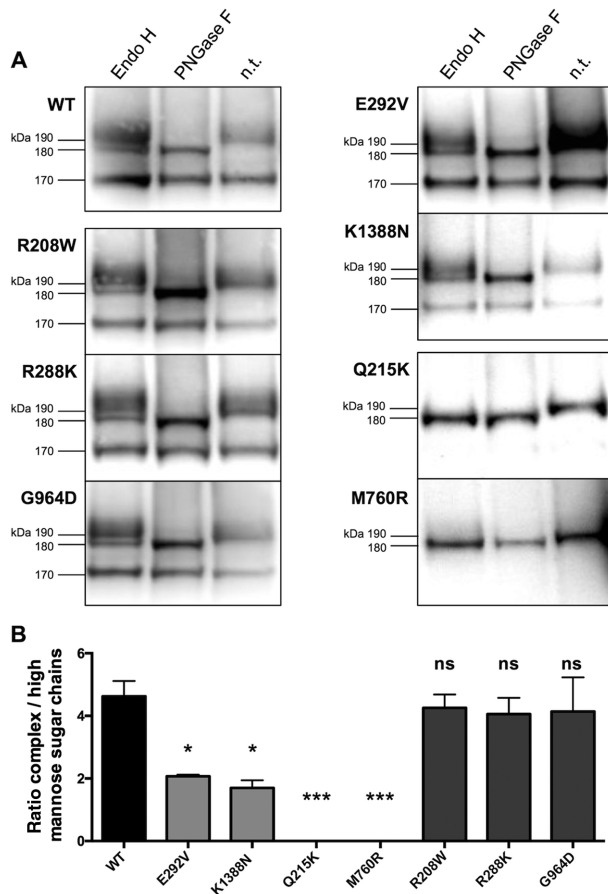 A
Endo H PNGase F n.t. Endo H PNGase F n.t.
WT
kDa 190
180
170
R208W
kDa 190
180
170
R288K
kDa 190
180
170
G964D
kDa 190
180
170
E292V
kDa 190
180
170
K1388N
kDa 190
180
170
Q215K
kDa 190
180
M760R
kDa 190
180
B
Ratio complex / high
mannose sugar chains
6
4
2
0
* * *** *** ns ns ns
WT E292V K1388N Q215K M760R R208W R288K G964D